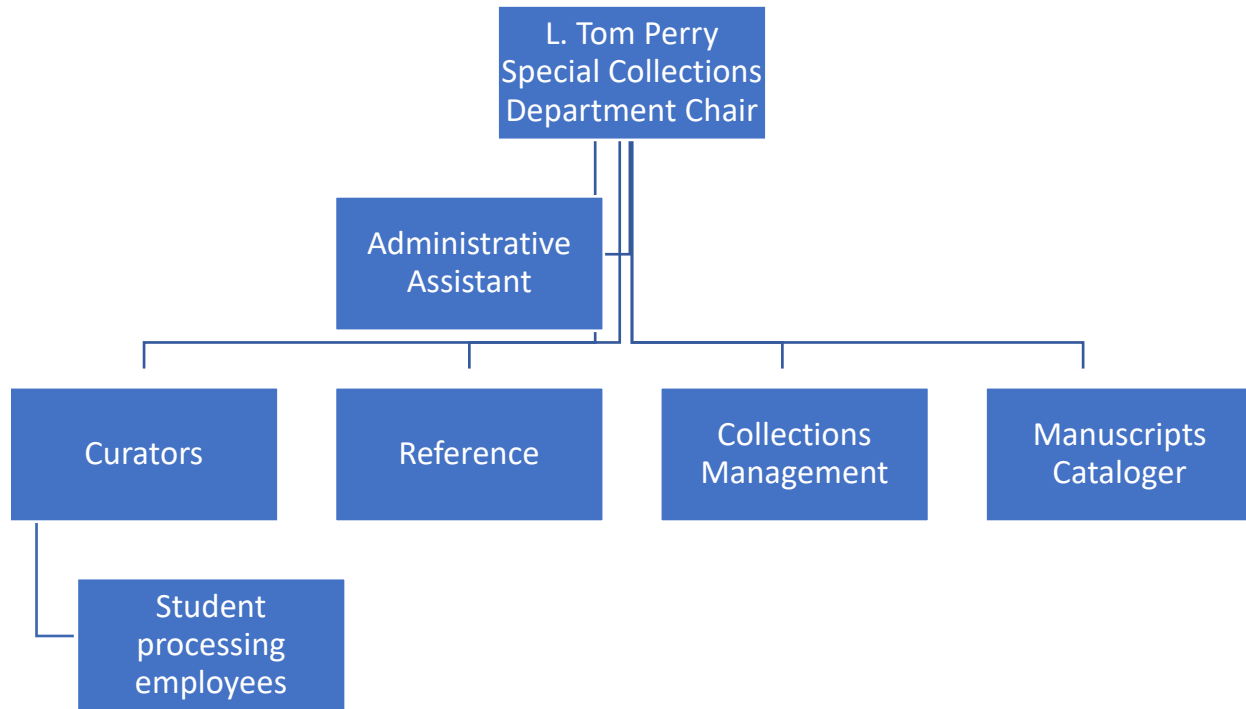 L. Tom Perry
Special Collections
Department Chair
Administrative
Assistant
Curators
Reference
Collections
Management
Manuscripts
Cataloger
Student
processing
employees